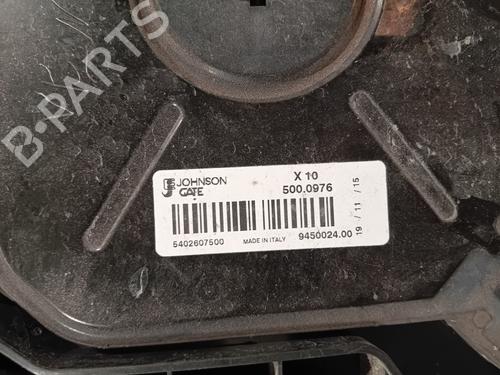 B-PARTS
JOHNSON GATE
X 10
500.0976
5402607500
MADE IN ITALY
9450024.00
19 / 11 / 15